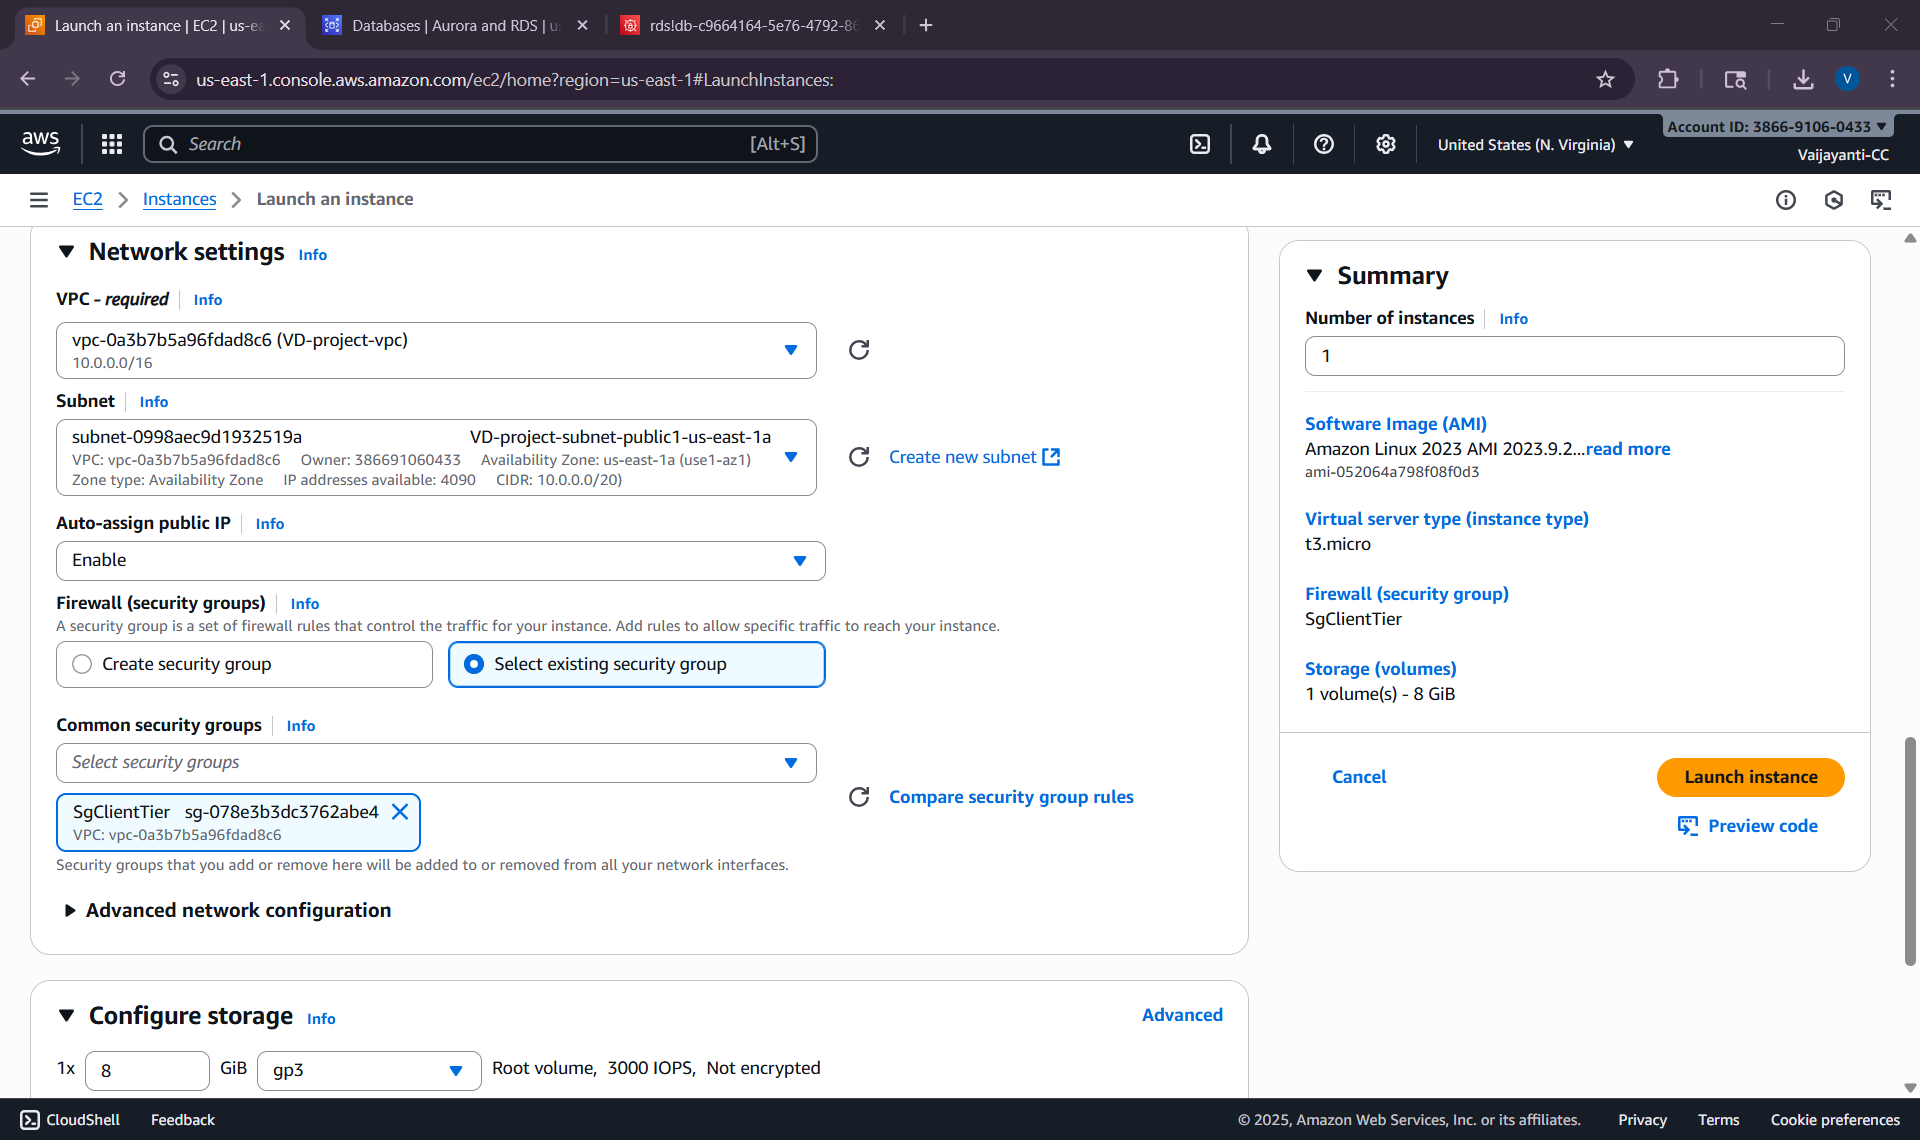 Launch an instance | EC2 | us-ea
Databases | Aurora and RDS | u
rds!db-c9664164-5e76-4792-86
us-east-1.console.aws.amazon.com/ec2/home?region=us-east-1#LaunchInstances:
V
aws
Search
[Alt+S]
United States (N. Virginia)
Account ID: 3866-9106-0433
Vaijayanti-CC
EC2
Instances
Launch an instance
Network settings Info
VPC - required Info
vpc-0a3b7b5a96fdad8c6 (VD-project-vpc)
10.0.0.0/16
Subnet Info
subnet-0998aec9d1932519a VD-project-subnet-public1-us-east-1a
VPC: vpc-0a3b7b5a96fdad8c6 Owner: 386691060433 Availability Zone: us-east-1a (use1-az1)
Zone type: Availability Zone IP addresses available: 4090 CIDR: 10.0.0.0/20)
Create new subnet
Auto-assign public IP Info
Enable
Firewall (security groups) Info
A security group is a set of firewall rules that control the traffic for your instance. Add rules to allow specific traffic to reach your instance.
Create security group
Select existing security group
Common security groups Info
Select security groups
SgClientTier sg-078e3b3dc3762abe4
VPC: vpc-0a3b7b5a96fdad8c6
Compare security group rules
Security groups that you add or remove here will be added to or removed from all your network interfaces.
Advanced network configuration
Configure storage Info
Advanced
1x 8 GiB gp3 Root volume, 3000 IOPS, Not encrypted
Summary
Number of instances Info
1
Software Image (AMI)
Amazon Linux 2023 AMI 2023.9.2...read more
ami-052064a798f08f0d3
Virtual server type (instance type)
t3.micro
Firewall (security group)
SgClientTier
Storage (volumes)
1 volume(s) - 8 GiB
Cancel
Launch instance
Preview code
CloudShell
Feedback
© 2025, Amazon Web Services, Inc. or its affiliates.
Privacy
Terms
Cookie preferences